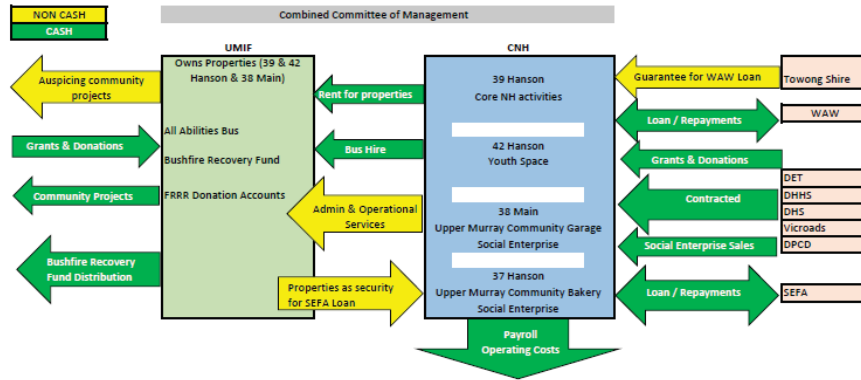 NON CASH
CASH
Combined Committee of Management
UMIF
CNH
Owns Properties (39 & 42
Hanson & 38 Main)
All Abilities Bus
Bushfire Recovery Fund
FRRR Donation Accounts
Auspicing community
projects
Grants & Donations
Community Projects
Bushfire Recovery
Fund Distribution
Rent for properties
Bus Hire
Admin & Operational
Services
Properties as security
for SEFA Loan
39 Hanson
Core NH activities
42 Hanson
Youth Space
38 Main
Upper Murray Community Garage
Social Enterprise
37 Hanson
Upper Murray Community Bakery
Social Enterprise
Payroll
Operating Costs
Guarantee for WAW Loan
Loan / Repayments
Grants & Donations
Contracted
Social Enterprise Sales
Loan / Repayments
Towong Shire
WAW
DET
DHHS
DHS
Vicroads
DPCD
SEFA